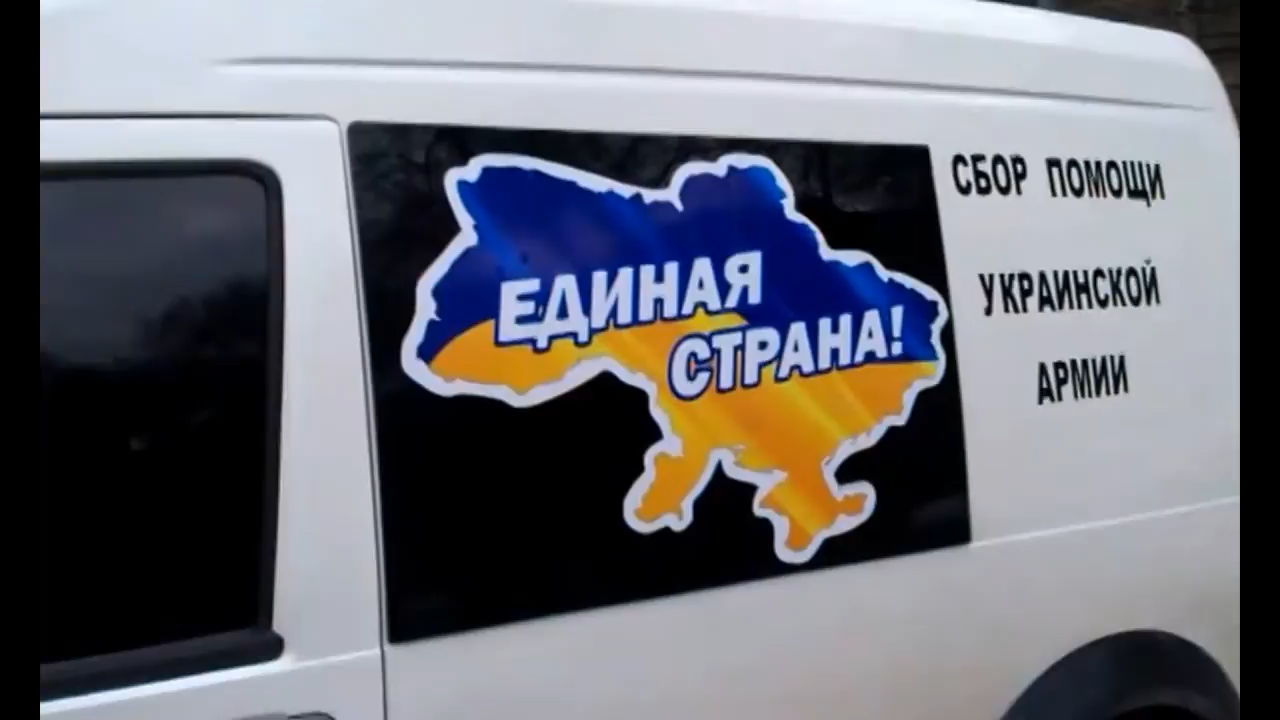 ЕДИНАЯ
СТРАНА!
СБОР ПОМОЩИ
УКРАИНСКОЙ
АРМИИ